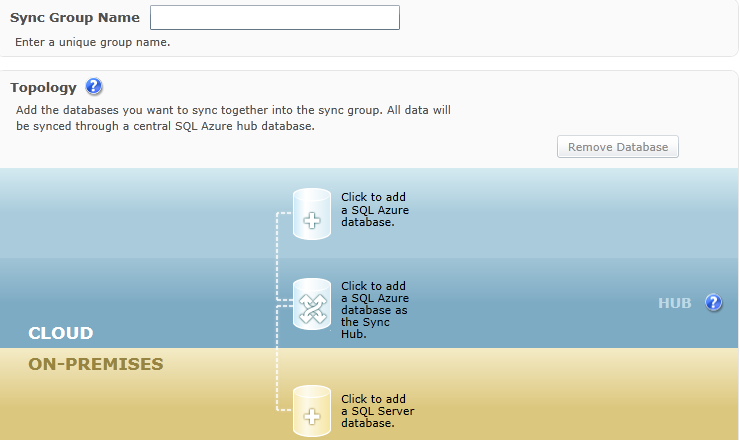 Sync Group Name
Enter a unique group name.
Topology ?
Add the databases you want to sync together into the sync group. All data will
be synced through a central SQL Azure hub database.
Remove Database
Click to add
a SQL Azure
database.
Click to add
a SQL Azure
database as
the Sync
Hub.
HUB ?
CLOUD
ON-PREMISES
Click to add
a SQL Server
database.